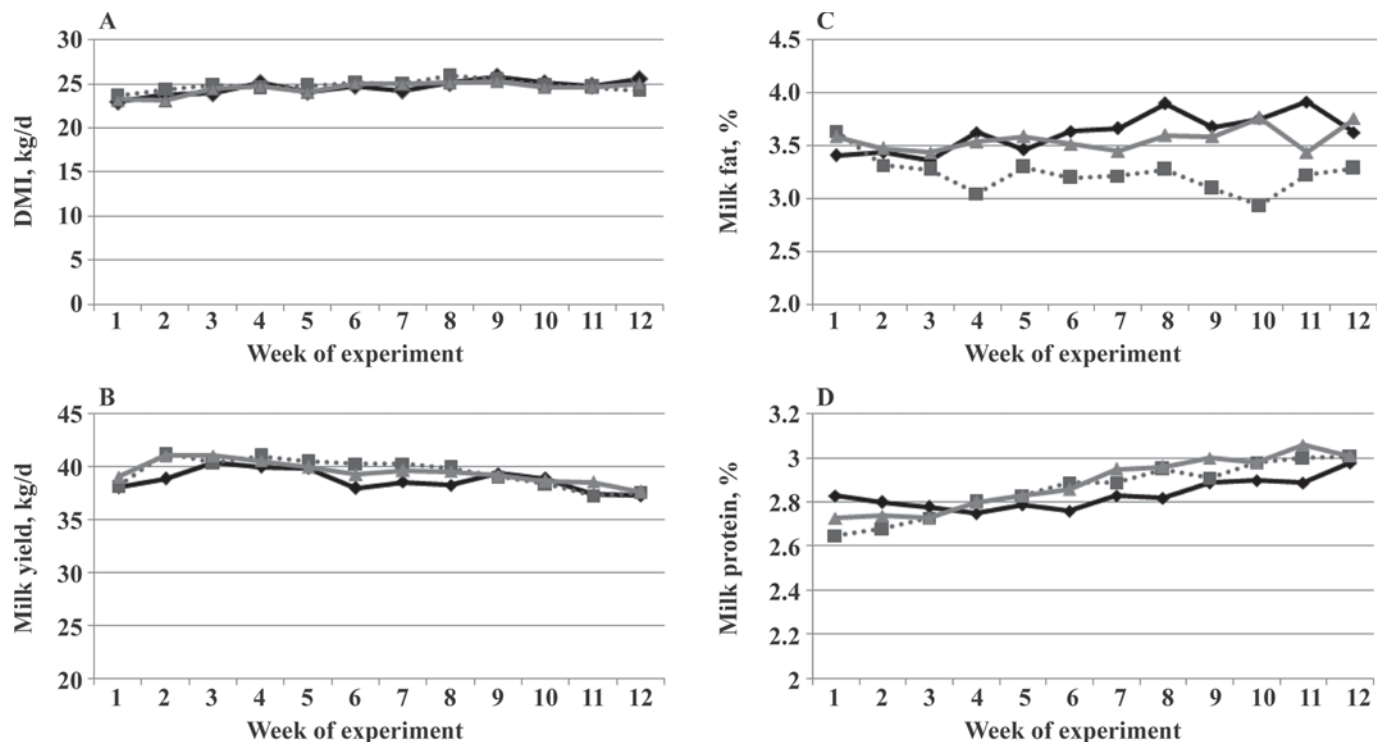 A
30
25
20
15
10
5
0
DMI, kg/d
1 2 3 4 5 6 7 8 9 10 11 12
Week of experiment
B
45
40
35
30
25
20
Milk yield, kg/d
1 2 3 4 5 6 7 8 9 10 11 12
Week of experiment
C
4.5
4.0
3.5
3.0
2.5
2.0
Milk fat, %
1 2 3 4 5 6 7 8 9 10 11 12
Week of experiment
D
3.2
3
2.8
2.6
2.4
2.2
2
Milk protein, %
1 2 3 4 5 6 7 8 9 10 11 12
Week of experiment